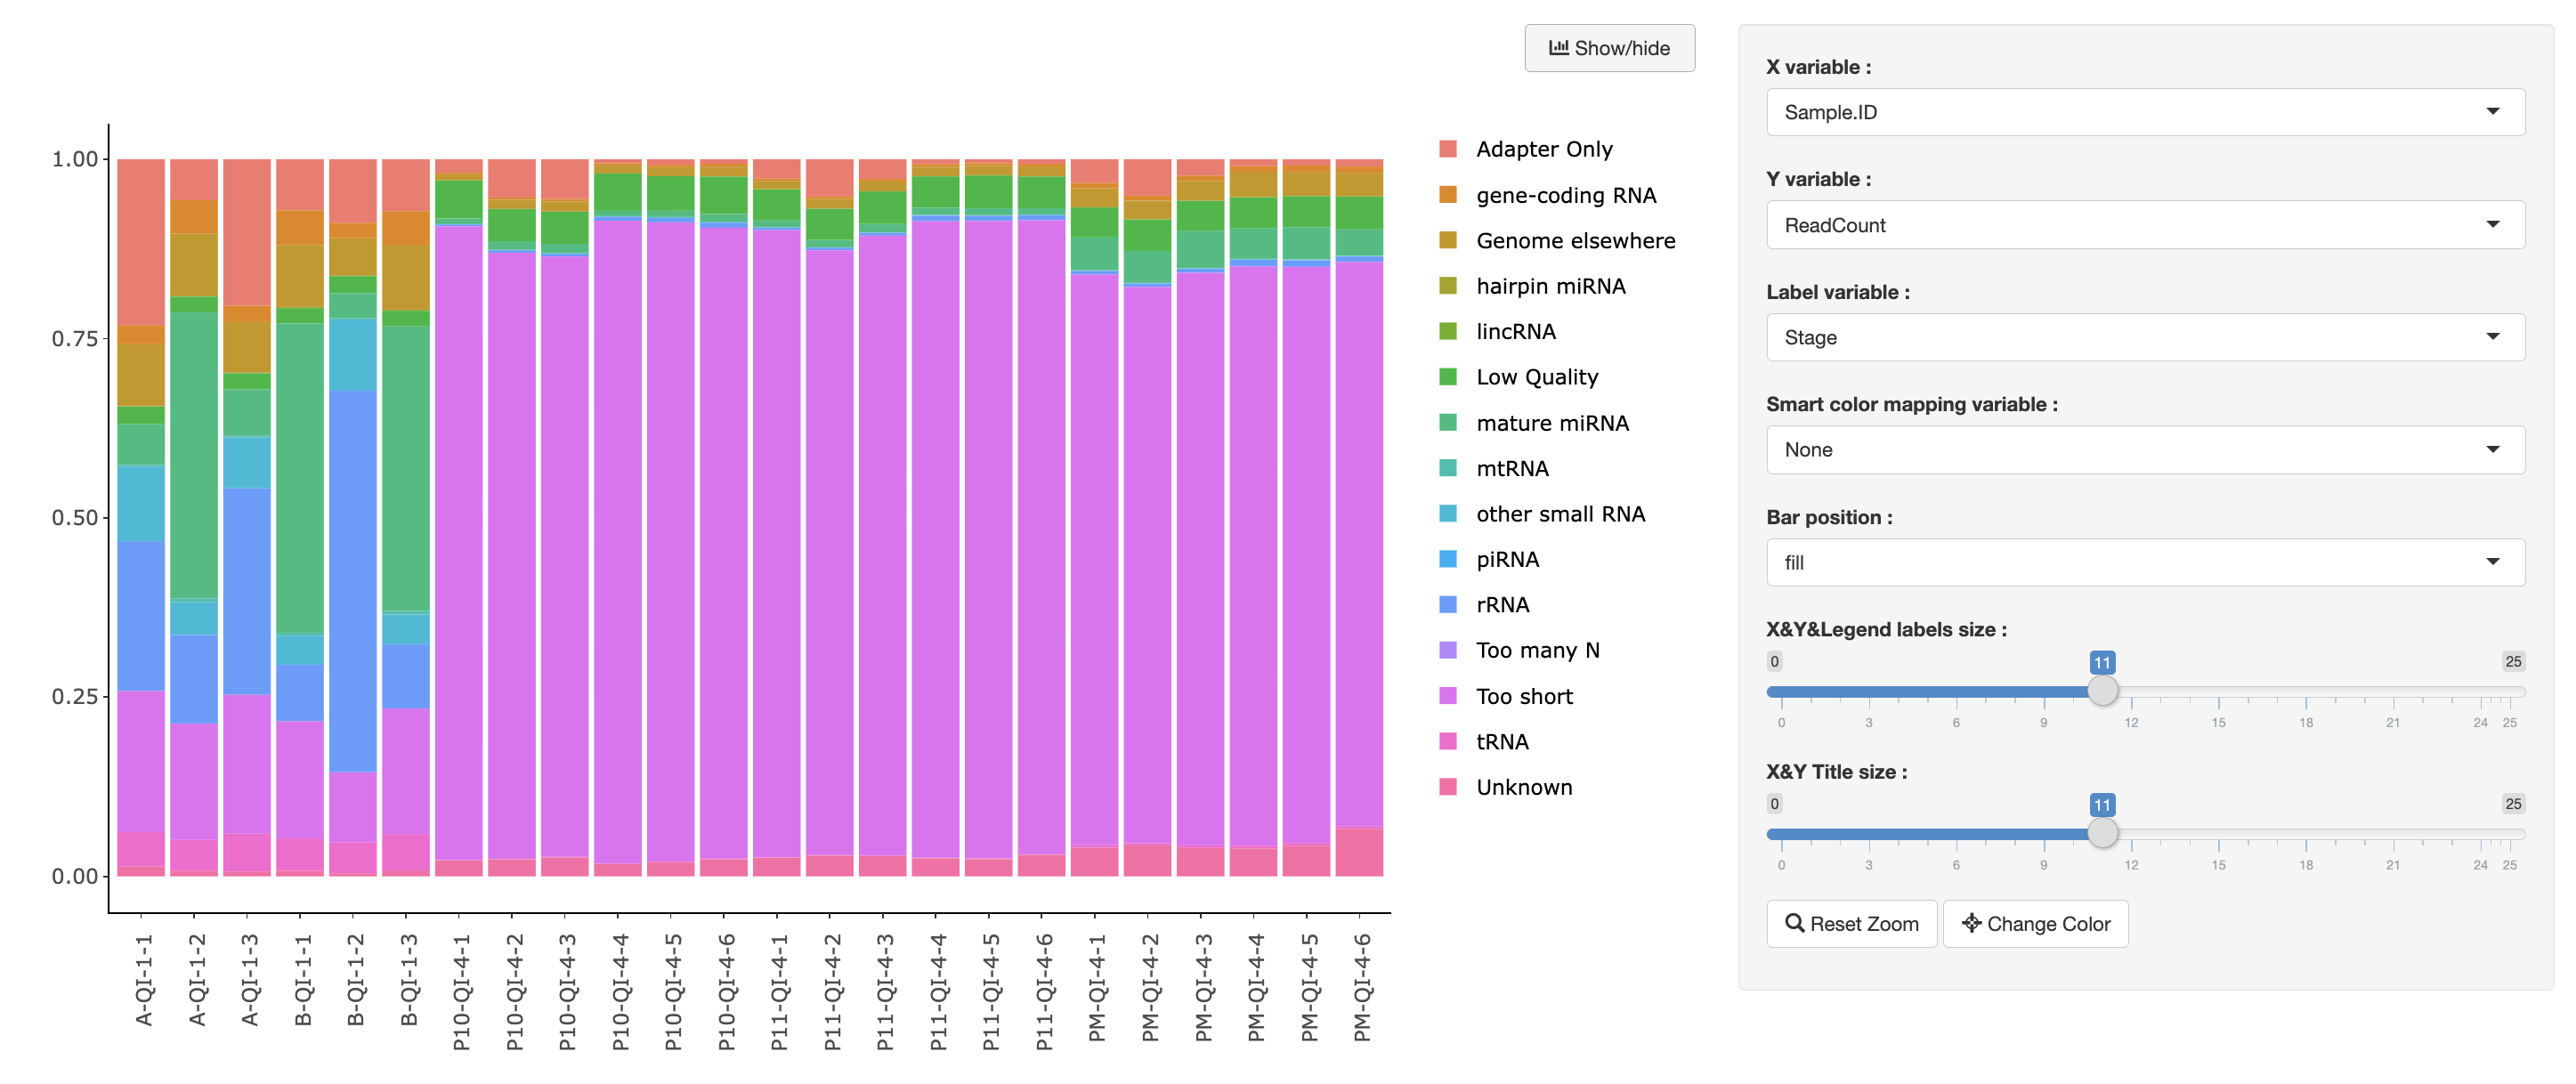 Show/hide
1.00
0.75
0.50
0.25
0.00
A-QI-1-1
A-QI-1-2
A-QI-1-3
B-QI-1-1
B-QI-1-2
B-QI-1-3
P10-QI-4-1
P10-QI-4-2
P10-QI-4-3
P10-QI-4-4
P10-QI-4-5
P10-QI-4-6
P11-QI-4-1
P11-QI-4-2
P11-QI-4-3
P11-QI-4-4
P11-QI-4-5
P11-QI-4-6
PM-QI-4-1
PM-QI-4-2
PM-QI-4-3
PM-QI-4-4
PM-QI-4-5
PM-QI-4-6
Adapter Only
gene-coding RNA
Genome elsewhere
hairpin miRNA
lincRNA
Low Quality
mature miRNA
mtRNA
other small RNA
piRNA
rRNA
Too many N
Too short
tRNA
Unknown
X variable :
Sample.ID
Y variable :
ReadCount
Label variable :
Stage
Smart color mapping variable :
None
Bar position :
fill
X&Y&Legend labels size :
0 11 25
0 3 6 9 12 15 18 21 24 25
X&Y Title size :
0 11 25
0 3 6 9 12 15 18 21 24 25
Reset Zoom Change Color